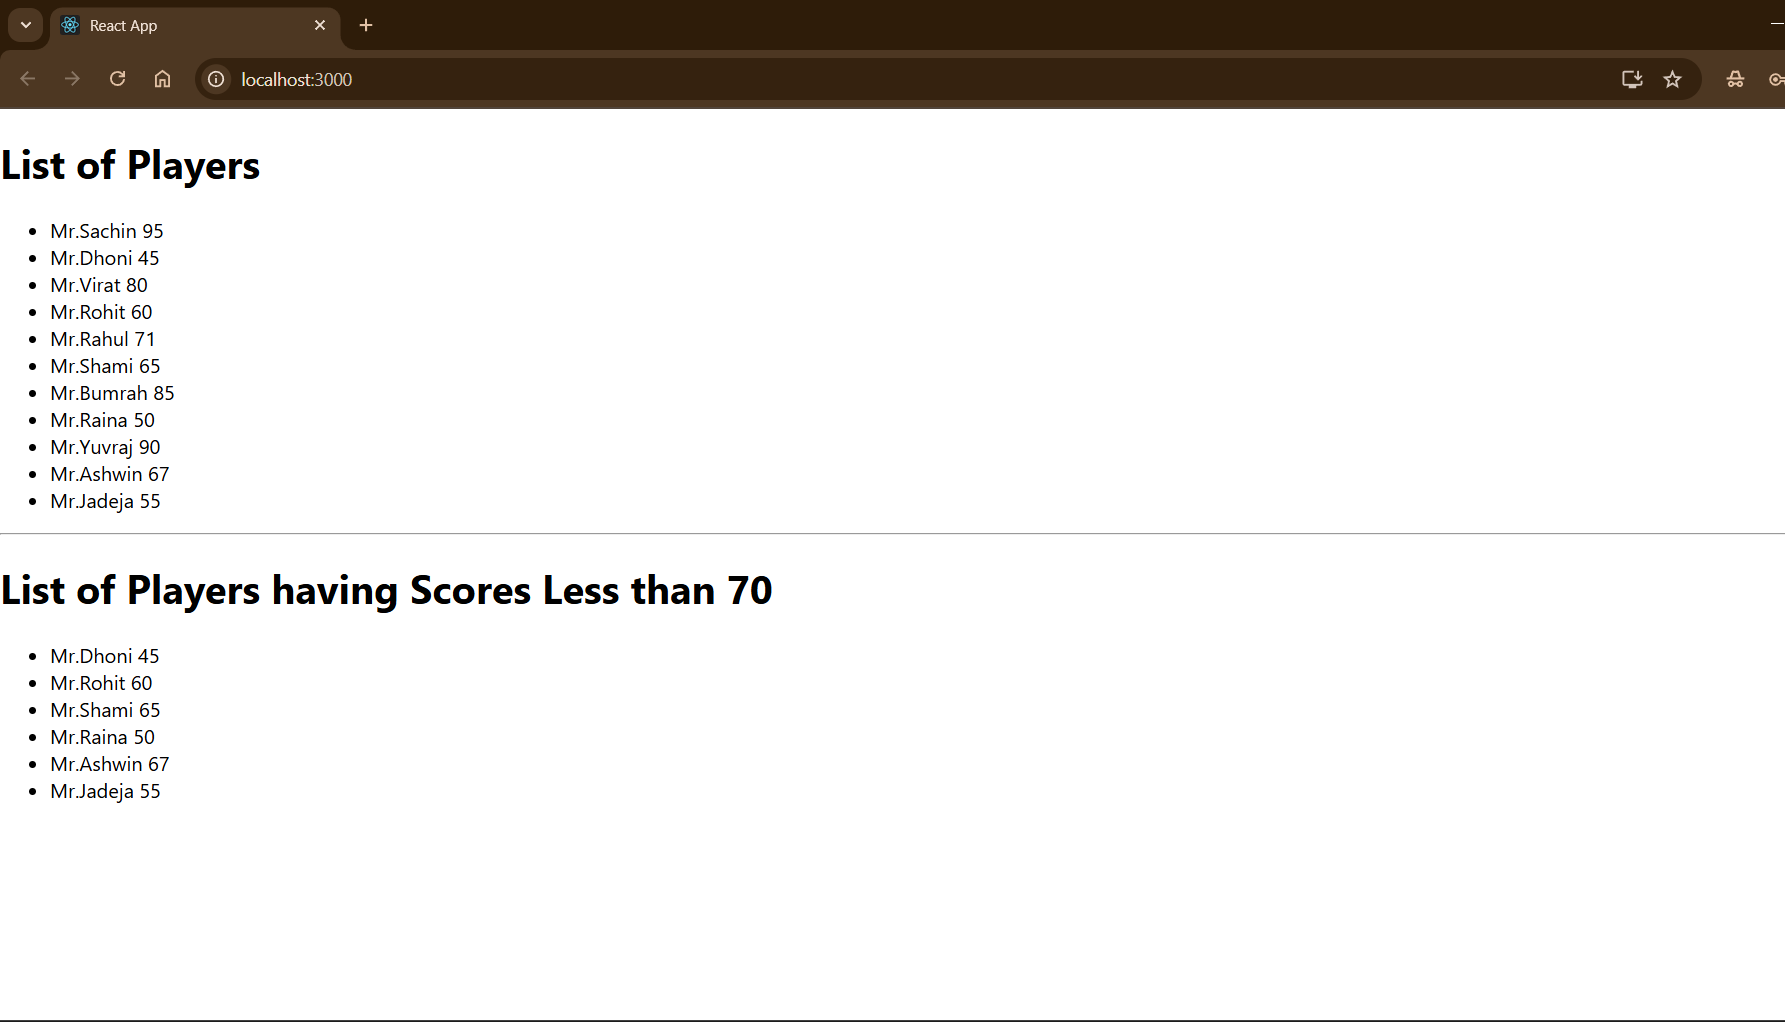 React App
localhost:3000
List of Players
Mr.Sachin 95
Mr.Dhoni 45
Mr.Virat 80
Mr.Rohit 60
Mr.Rahul 71
Mr.Shami 65
Mr.Bumrah 85
Mr.Raina 50
Mr.Yuvraj 90
Mr.Ashwin 67
Mr.Jadeja 55
List of Players having Scores Less than 70
Mr.Dhoni 45
Mr.Rohit 60
Mr.Shami 65
Mr.Raina 50
Mr.Ashwin 67
Mr.Jadeja 55